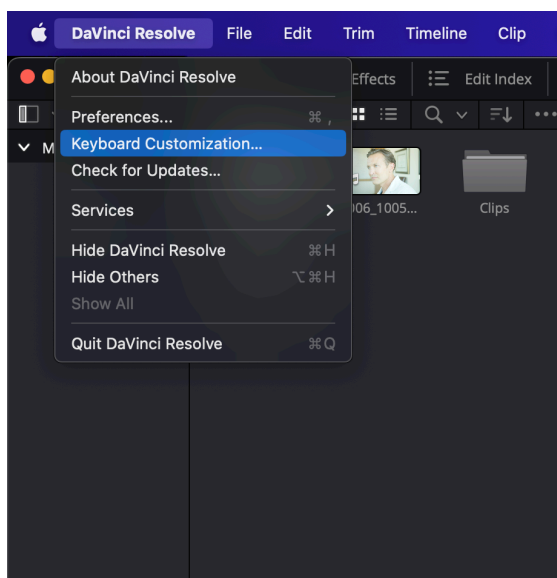 DaVinci Resolve File Edit Trim Timeline Clip
About DaVinci Resolve
Effects Edit Index
Preferences... ⌘ ,
Keyboard Customization...
M
Check for Updates...
Services
006_1005... Clips
Hide DaVinci Resolve ⌘H
Hide Others ⌥⌘H
Show All
Quit DaVinci Resolve ⌘Q